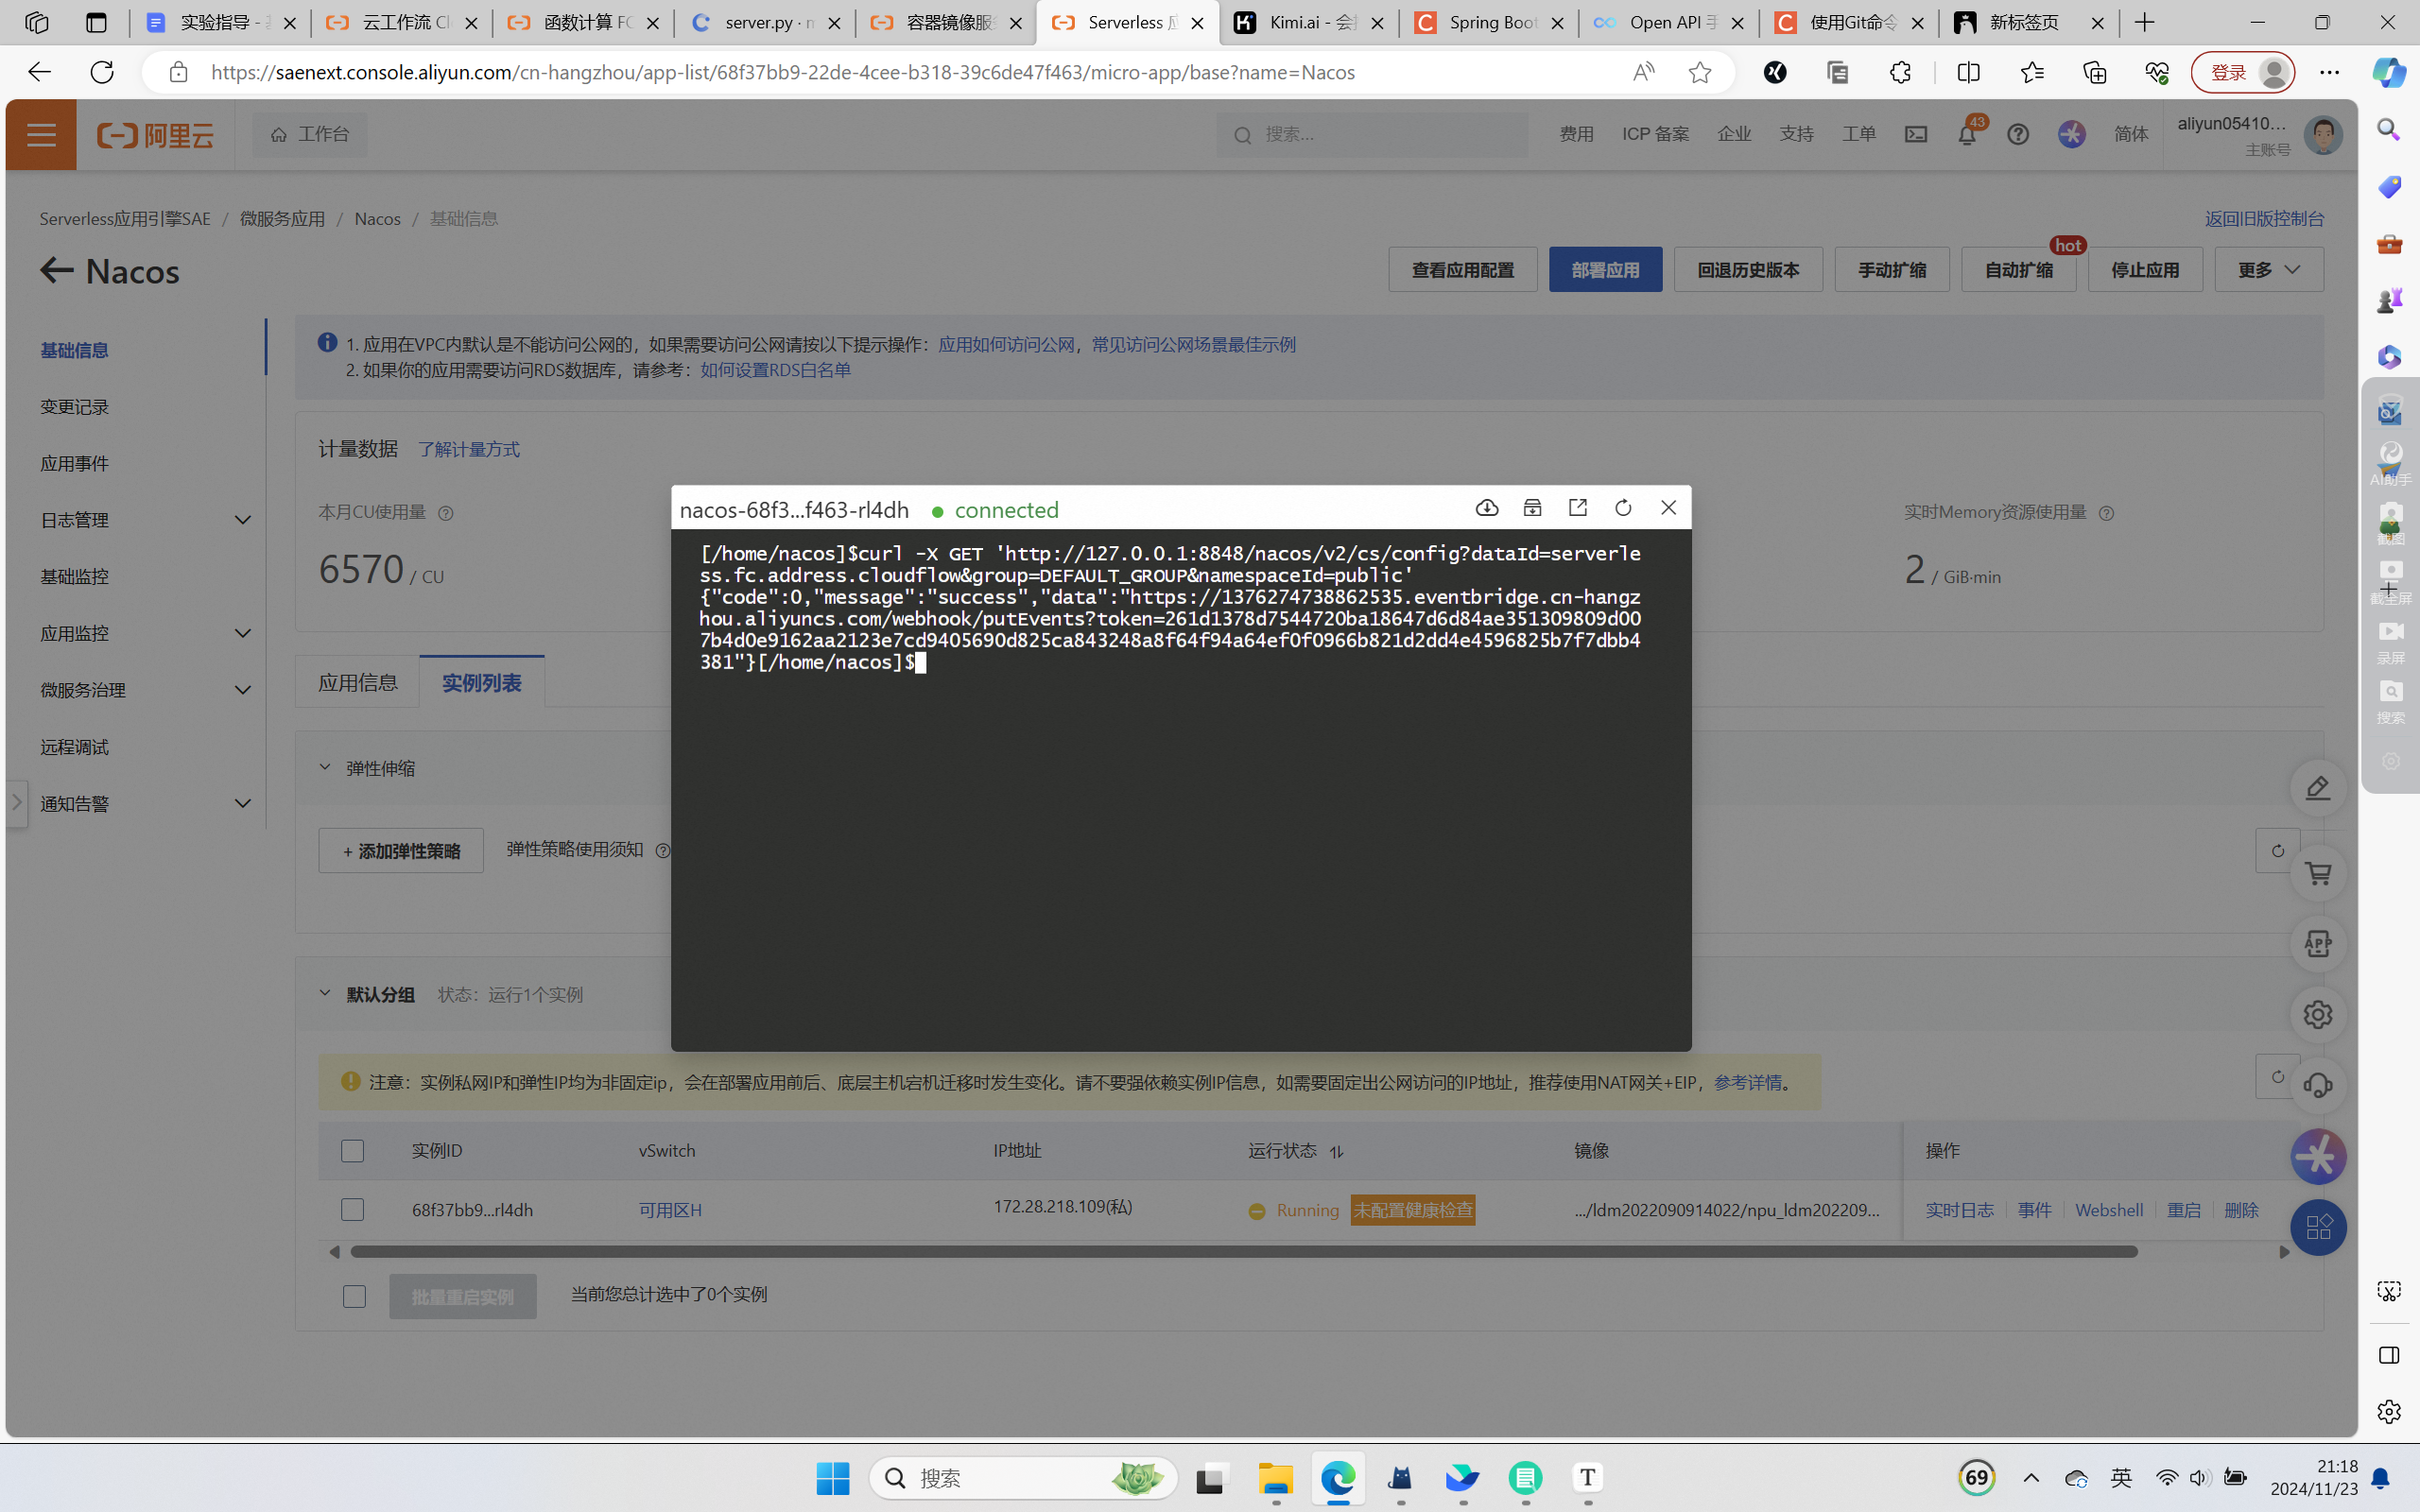 实验指导 - 基
云工作流 Cl
函数计算 FC
server.py · m
容器镜像服务
Serverless 应
Kimi.ai - 会推
Spring Boot
Open API 手
使用Git命令
新标签页
https://saenext.console.aliyun.com/cn-hangzhou/app-list/68f37bb9-22de-4cee-b318-39c6de47f463/micro-app/base?name=Nacos
登录
阿里云
工作台
搜索...
费用
ICP 备案
企业
支持
工单
43
简体
aliyun05410...
主账号
Serverless应用引擎SAE / 微服务应用 / Nacos / 基础信息
返回旧版控制台
Nacos
查看应用配置
部署应用
回退历史版本
手动扩缩
自动扩缩
hot
停止应用
更多
基础信息
变更记录
应用事件
日志管理
基础监控
应用监控
微服务治理
远程调试
通知告警
1. 应用在VPC内默认是不能访问公网的，如果需要访问公网请按以下提示操作：应用如何访问公网，常见访问公网场景最佳示例
2. 如果你的应用需要访问RDS数据库，请参考：如何设置RDS白名单
计量数据 了解计量方式
本月CU使用量
6570 / CU
实时Memory资源使用量
2 / GiB·min
nacos-68f3...f463-rl4dh
connected
[/home/nacos]$curl -X GET 'http://127.0.0.1:8848/nacos/v2/cs/config?dataId=serverle
ss.fc.address.cloudflow&group=DEFAULT_GROUP&namespaceId=public'
{"code":0,"message":"success","data":"https://1376274738862535.eventbridge.cn-hangz
hou.aliyuncs.com/webhook/putEvents?token=261d1378d7544720ba18647d6d84ae351309809d00
7b4d0e9162aa2123e7cd9405690d825ca843248a8f64f94a64ef0f0966b821d2dd4e4596825b7f7dbb4
381"}[/home/nacos]$
应用信息
实例列表
弹性伸缩
+ 添加弹性策略
弹性策略使用须知
默认分组
状态：运行1个实例
注意：实例私网IP和弹性IP均为非固定ip，会在部署应用前后、底层主机宕机迁移时发生变化。请不要强依赖实例IP信息，如需要固定出公网访问的IP地址，推荐使用NAT网关+EIP，参考详情。
实例ID
vSwitch
IP地址
运行状态
镜像
操作
68f37bb9...rl4dh
可用区H
172.28.218.109(私)
Running
未配置健康检查
.../ldm2022090914022/npu_ldm202209...
实时日志
事件
Webshell
重启
删除
批量重启实例
当前您总计选中了0个实例
APP
AI助手
截图
截全屏
录屏
搜索
搜索
69
英
21:18
2024/11/23